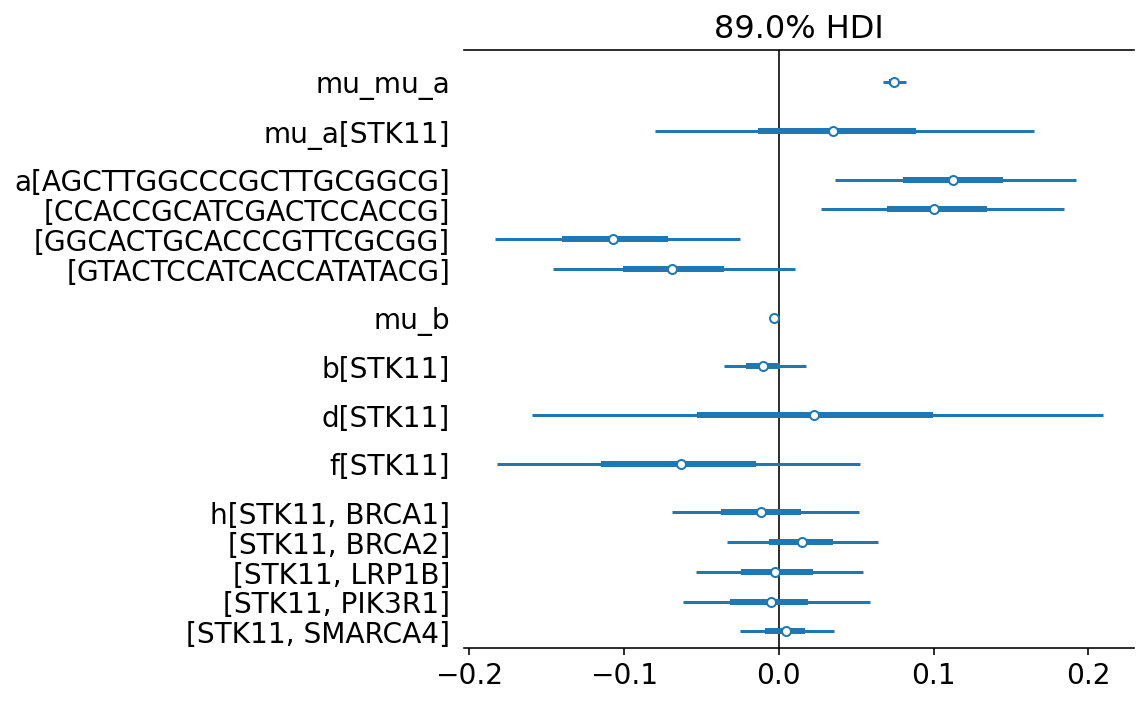 89.0% HDI
mu_mu_a
mu_a[STK11]
a[AGCTTGGCCCGCTTGCGGCG]
[CCACCGCATCGACTCCACCG]
[GGCACTGCACCCGTTCGCGG]
[GTACTCCATCACCATATACG]
mu_b
b[STK11]
d[STK11]
f[STK11]
h[STK11, BRCA1]
[STK11, BRCA2]
[STK11, LRP1B]
[STK11, PIK3R1]
[STK11, SMARCA4]
−0.2 −0.1 0.0 0.1 0.2